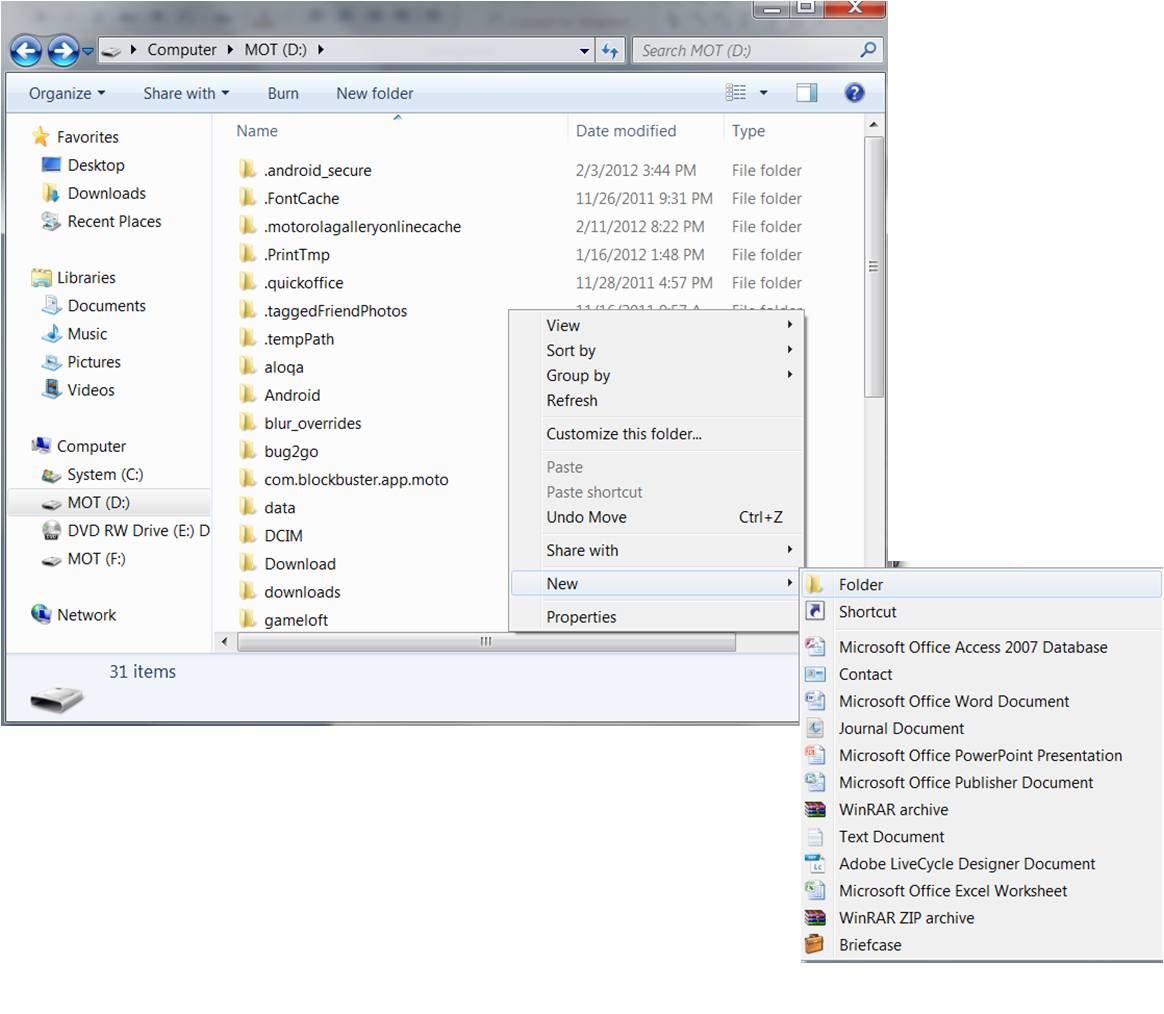 Computer MOT (D:)
Search MOT (D:)
Organize Share with Burn New folder
Favorites
Desktop
Downloads
Recent Places
Libraries
Documents
Music
Pictures
Videos
Computer
System (C:)
MOT (D:)
DVD RW Drive (E:) D
MOT (F:)
Network
Name Date modified Type
.android_secure 2/3/2012 3:44 PM File folder
.FontCache 11/26/2011 9:31 PM File folder
.motorolagalleryonlinecache 2/11/2012 8:22 PM File folder
.PrintTmp 1/16/2012 1:48 PM File folder
.quickoffice 11/28/2011 4:57 PM File folder
.taggedFriendPhotos
.tempPath
aloqa
Android
blur_overrides
bug2go
com.blockbuster.app.moto
data
DCIM
Download
downloads
gameloft
31 items
View
Sort by
Group by
Refresh
Customize this folder...
Paste
Paste shortcut
Undo Move Ctrl+Z
Share with
New
Properties
Folder
Shortcut
Microsoft Office Access 2007 Database
Contact
Microsoft Office Word Document
Journal Document
Microsoft Office PowerPoint Presentation
Microsoft Office Publisher Document
WinRAR archive
Text Document
Adobe LiveCycle Designer Document
Microsoft Office Excel Worksheet
WinRAR ZIP archive
Briefcase